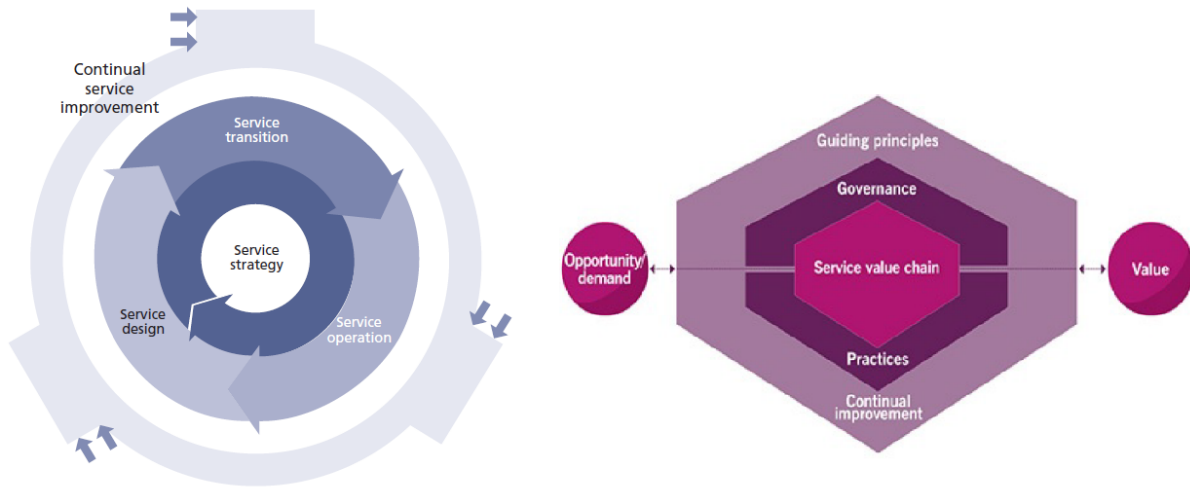 Continual
service
improvement
Service
transition
Service
strategy
Service
design
Service
operation
Guiding principles
Governance
Opportunity/
demand
Service value chain
Value
Practices
Continual
improvement